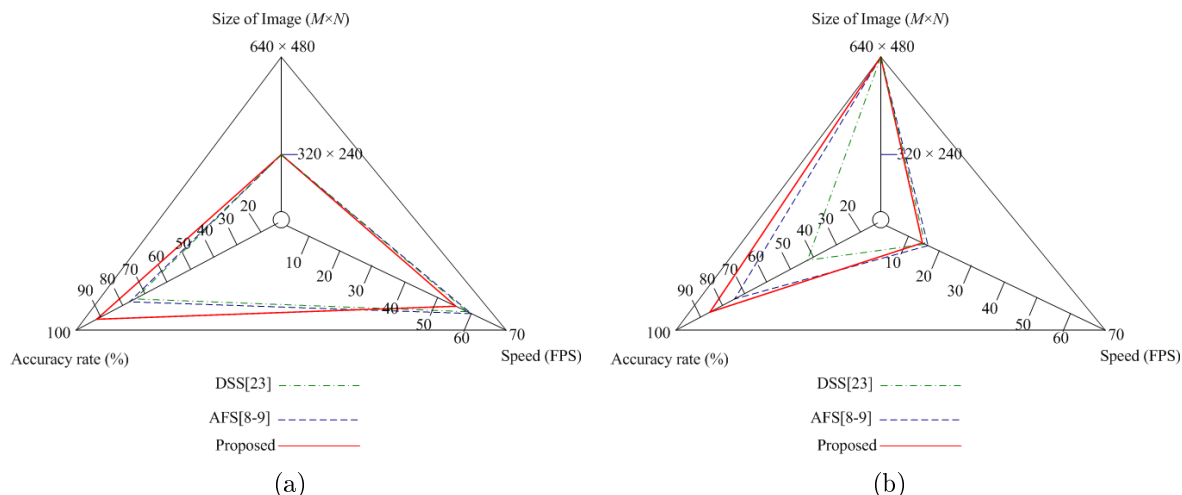 Size of Image (M×N)
640 × 480
320 × 240
20
30
40
50
60
70
80
90
100
10
20
30
40
50
60
70
Accuracy rate (%)
Speed (FPS)
DSS[23]
AFS[8-9]
Proposed
(a)
Size of Image (M×N)
640 × 480
320 × 240
20
30
40
50
60
70
80
90
100
10
20
30
40
50
60
70
Accuracy rate (%)
Speed (FPS)
DSS[23]
AFS[8-9]
Proposed
(b)